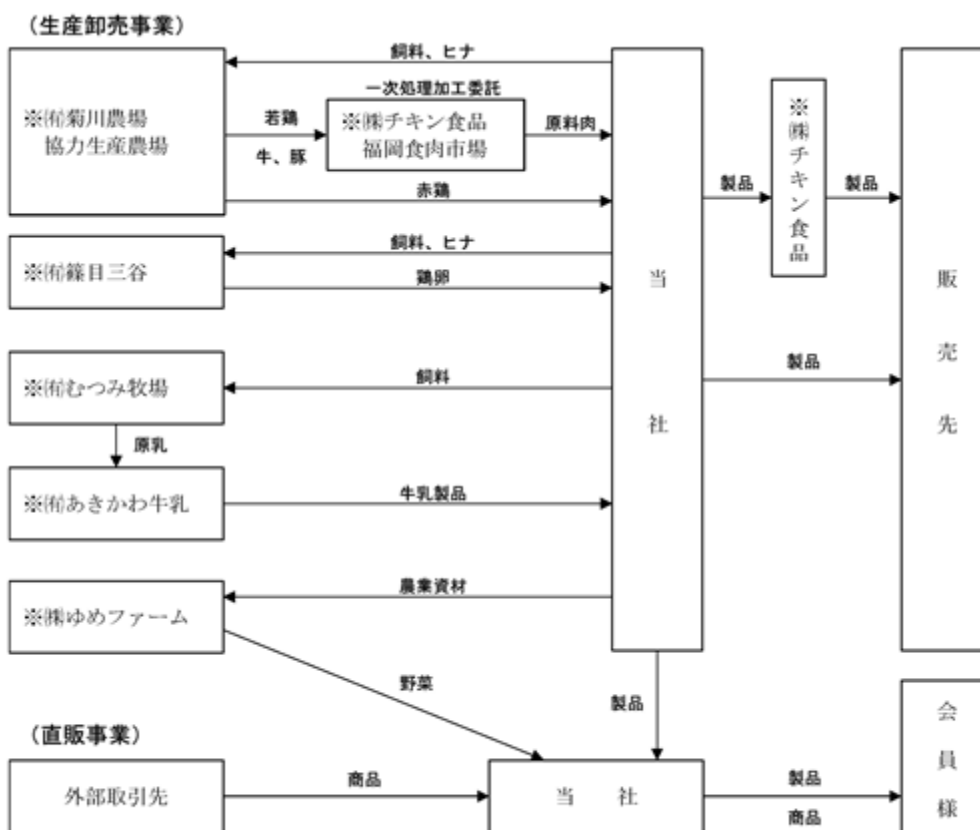 （生産卸売事業）
飼料、ヒナ
※㈲菊川農場
協力生産農場
若鶏
牛、豚
一次処理加工委託
※㈱チキン食品
福岡食肉市場
原料肉
赤鶏
※㈲篠目三谷
飼料、ヒナ
鶏卵
※㈲むつみ牧場
飼料
原乳
※㈲あきかわ牛乳
牛乳製品
※㈱ゆめファーム
農業資材
野菜
当社
製品
※㈱チキン食品
製品
製品
販売先
製品
（直販事業）
外部取引先
商品
当　社
製品
商品
会員様